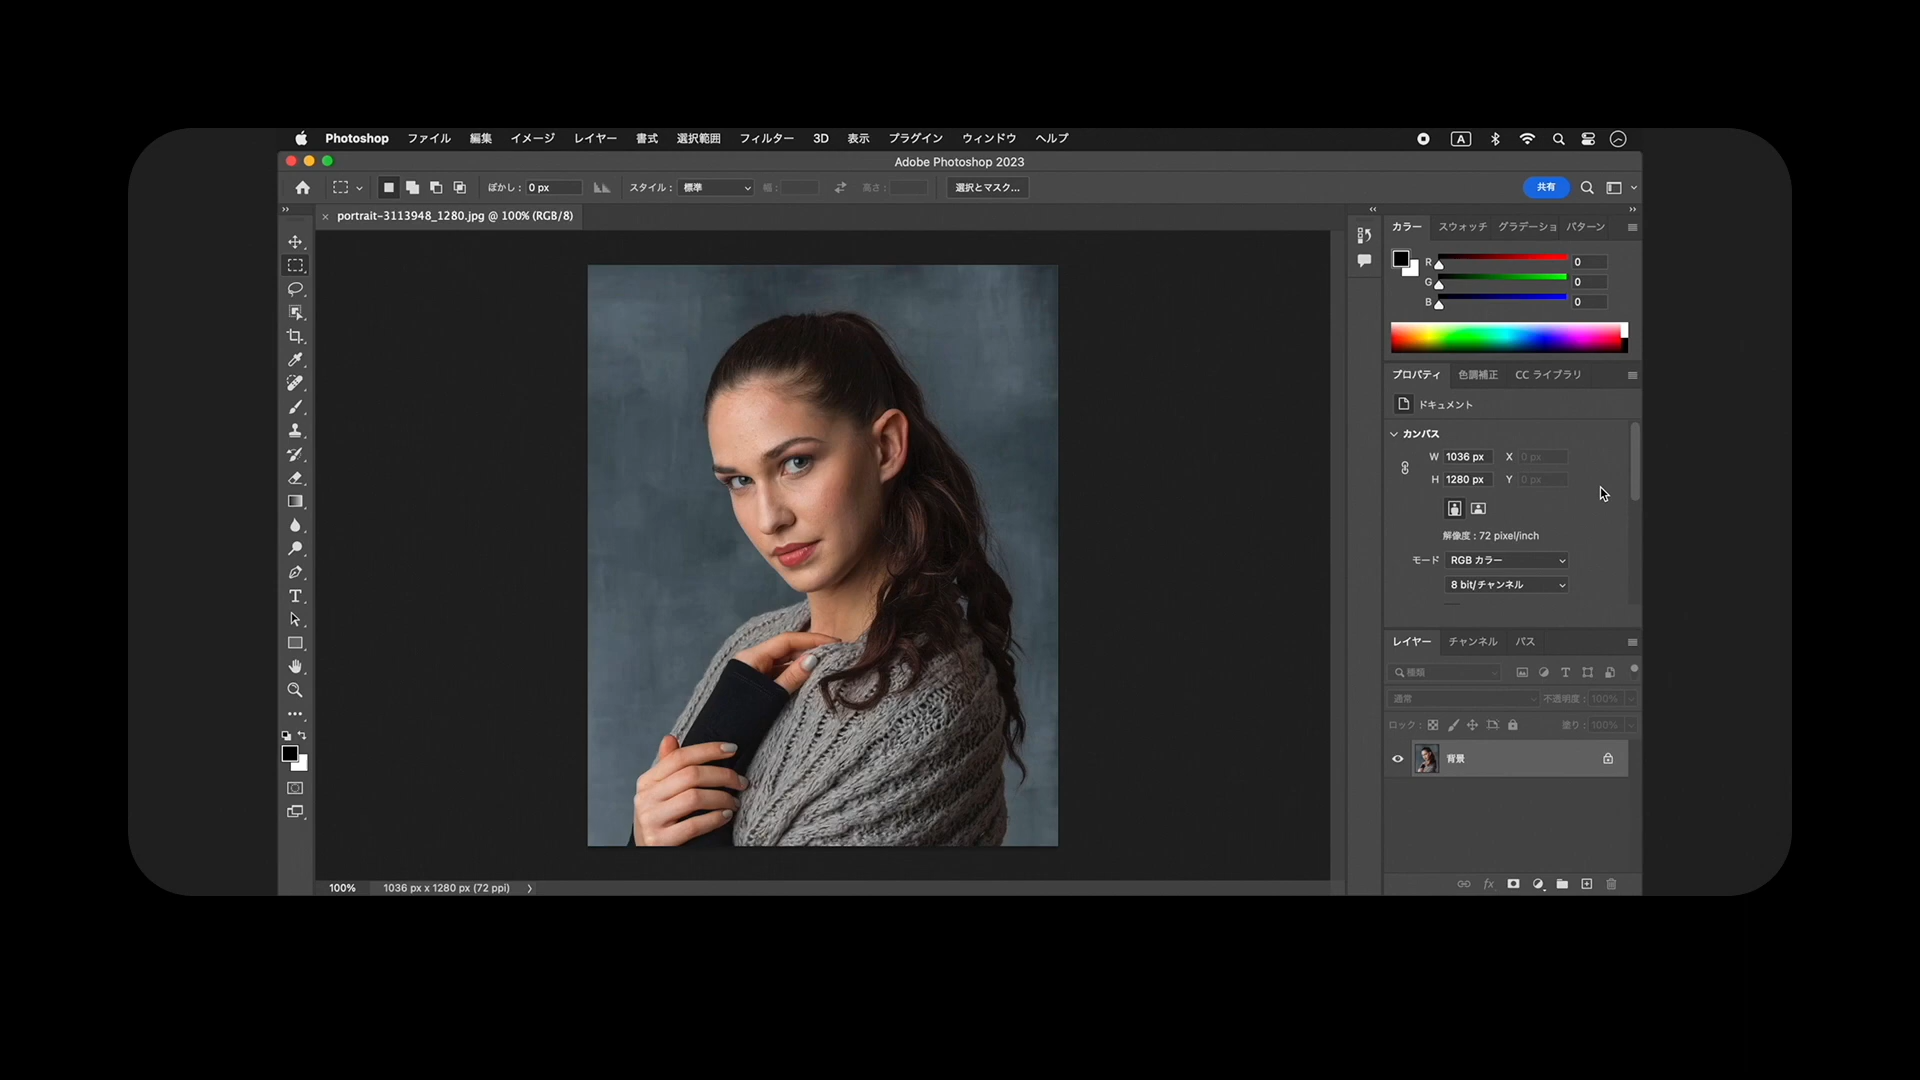 Photoshop ファイル 編集 イメージ レイヤー 書式 選択範囲 フィルター 3D 表示 プラグイン ウィンドウ ヘルプ A
Adobe Photoshop 2023
ぼかし : 0 px スタイル : 標準 幅 : 高さ : 選択とマスク... 共有
portrait-3113948_1280.jpg @ 100% (RGB/8)
カラー スウォッチ グラデーショ パターン
R 0
G 0
B 0
プロパティ 色調補正 CC ライブラリ
ドキュメント
カンバス
W 1036 px X 0 px
H 1280 px Y 0 px
解像度 : 72 pixel/inch
モード RGB カラー
8 bit/チャンネル
レイヤー チャンネル パス
種類
通常 不透明度 : 100%
ロック : 塗り : 100%
背景
fx
100% 1036 px x 1280 px (72 ppi)